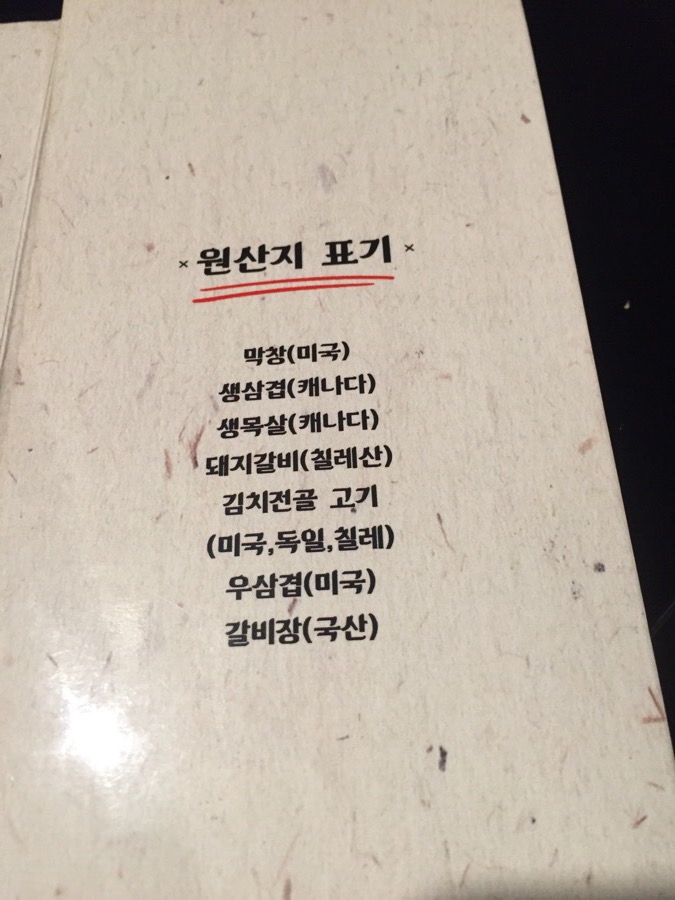 × 원산지 표기 ×
막창(미국)
생삼겹(캐나다)
생목살(캐나다)
돼지갈비(칠레산)
김치전골 고기
(미국,독일,칠레)
우삼겹(미국)
갈비장(국산)